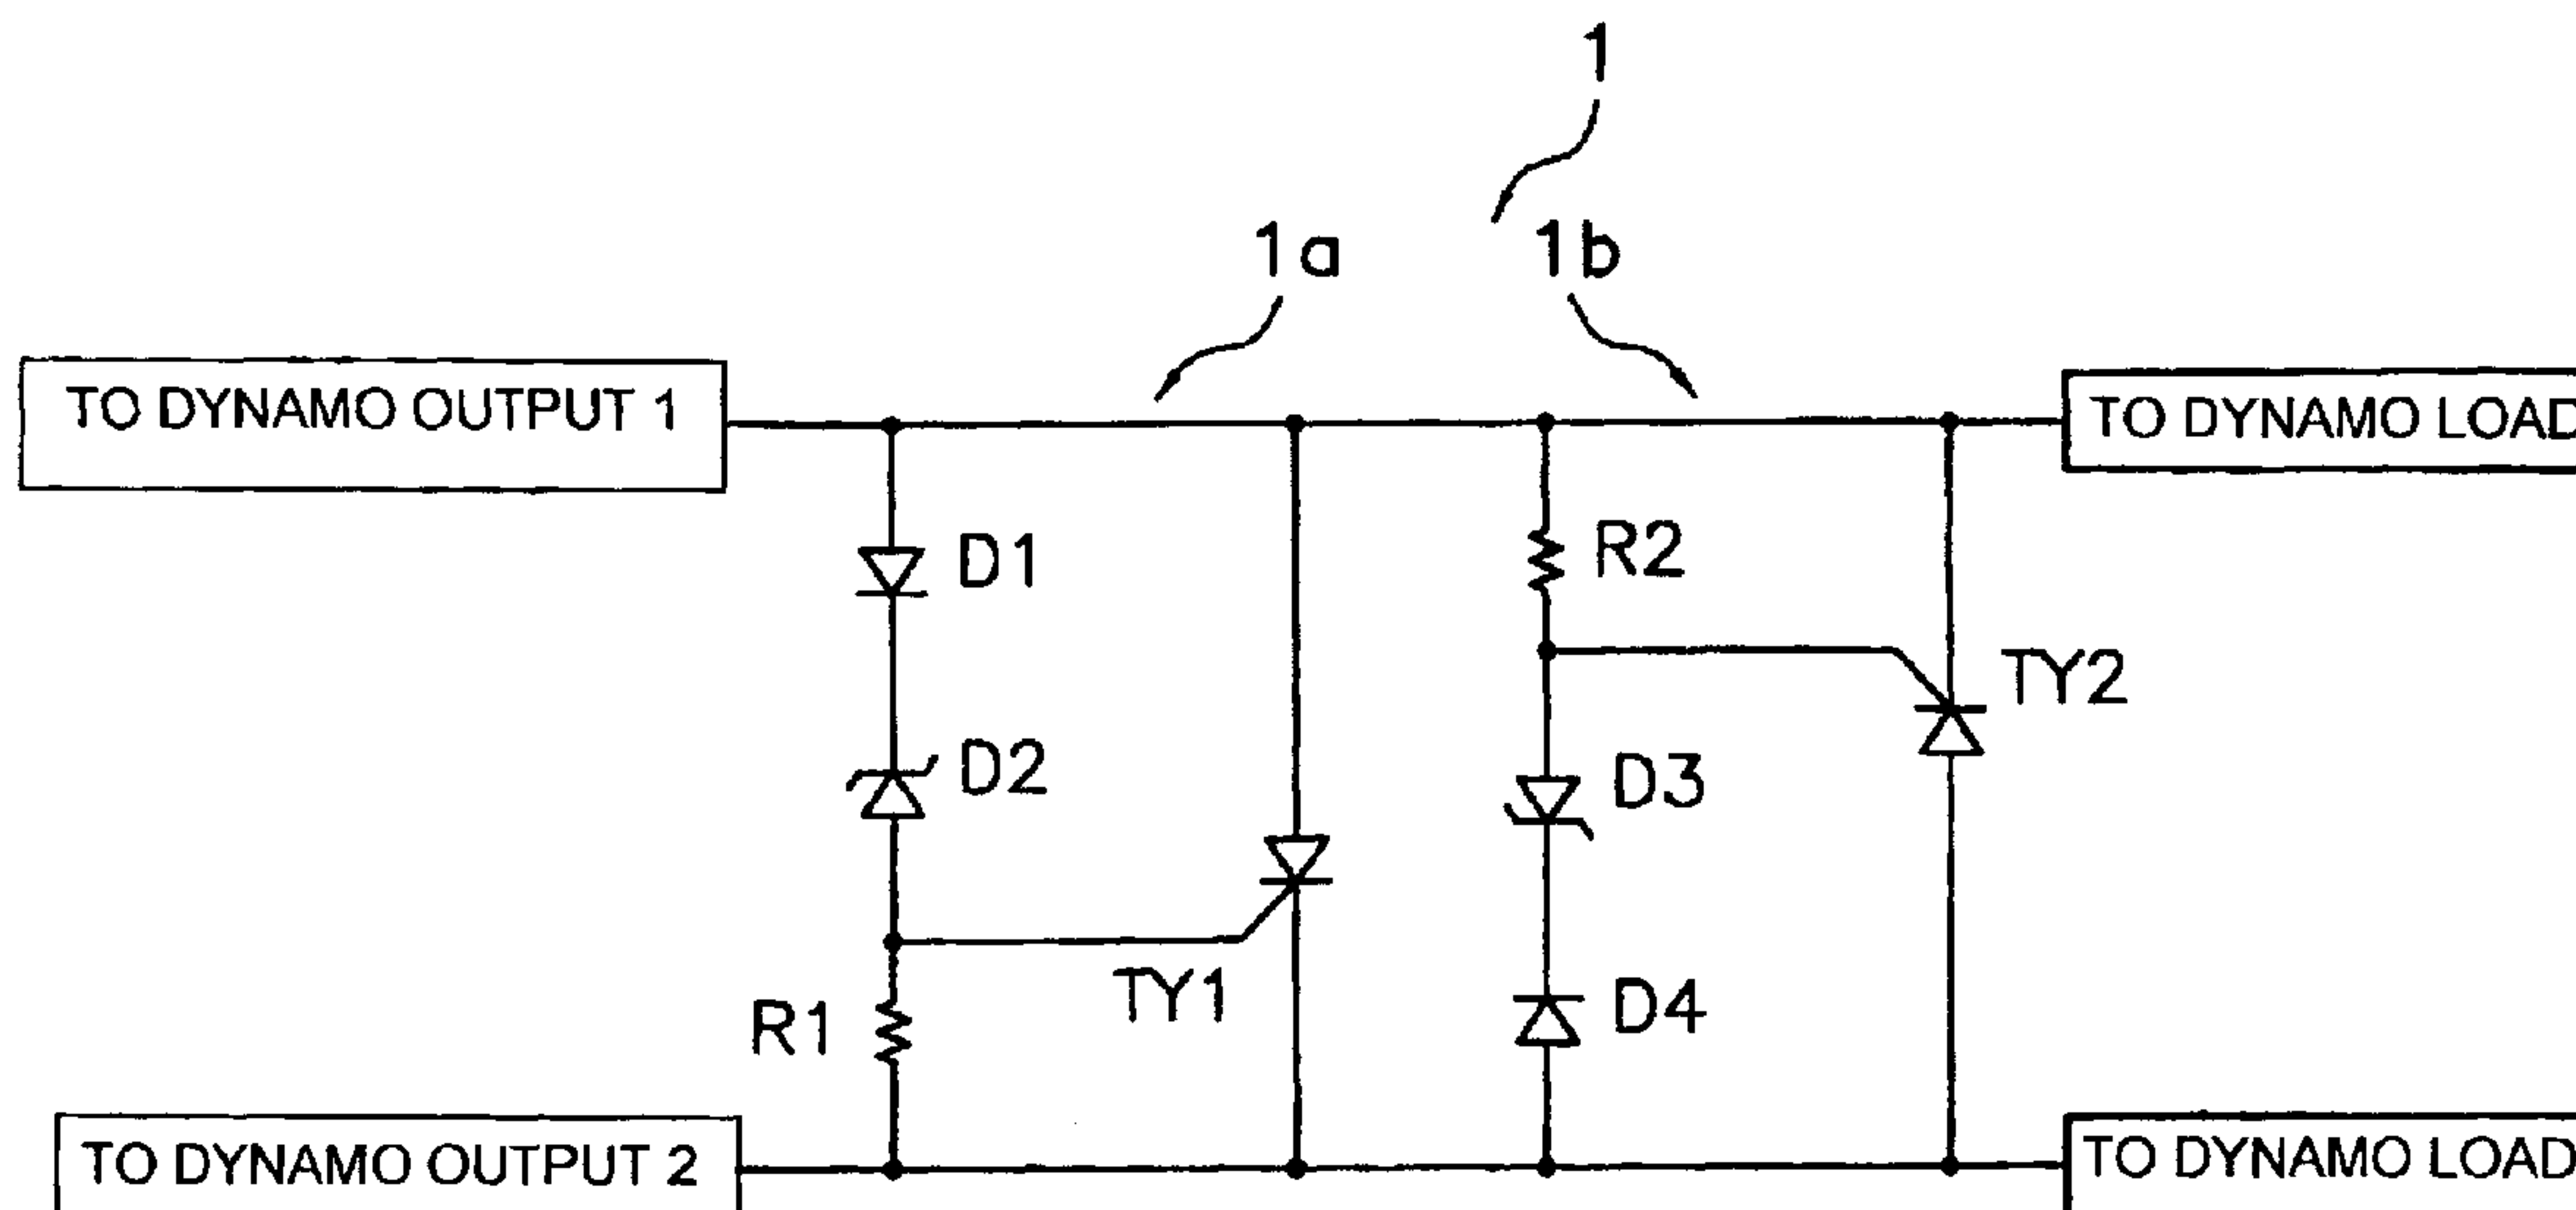 1
1a
1b
TO DYNAMO OUTPUT 1
TO DYNAMO LOAD
D1
R2
TY2
D2
D3
TY1
R1
D4
TO DYNAMO OUTPUT 2
TO DYNAMO LOAD